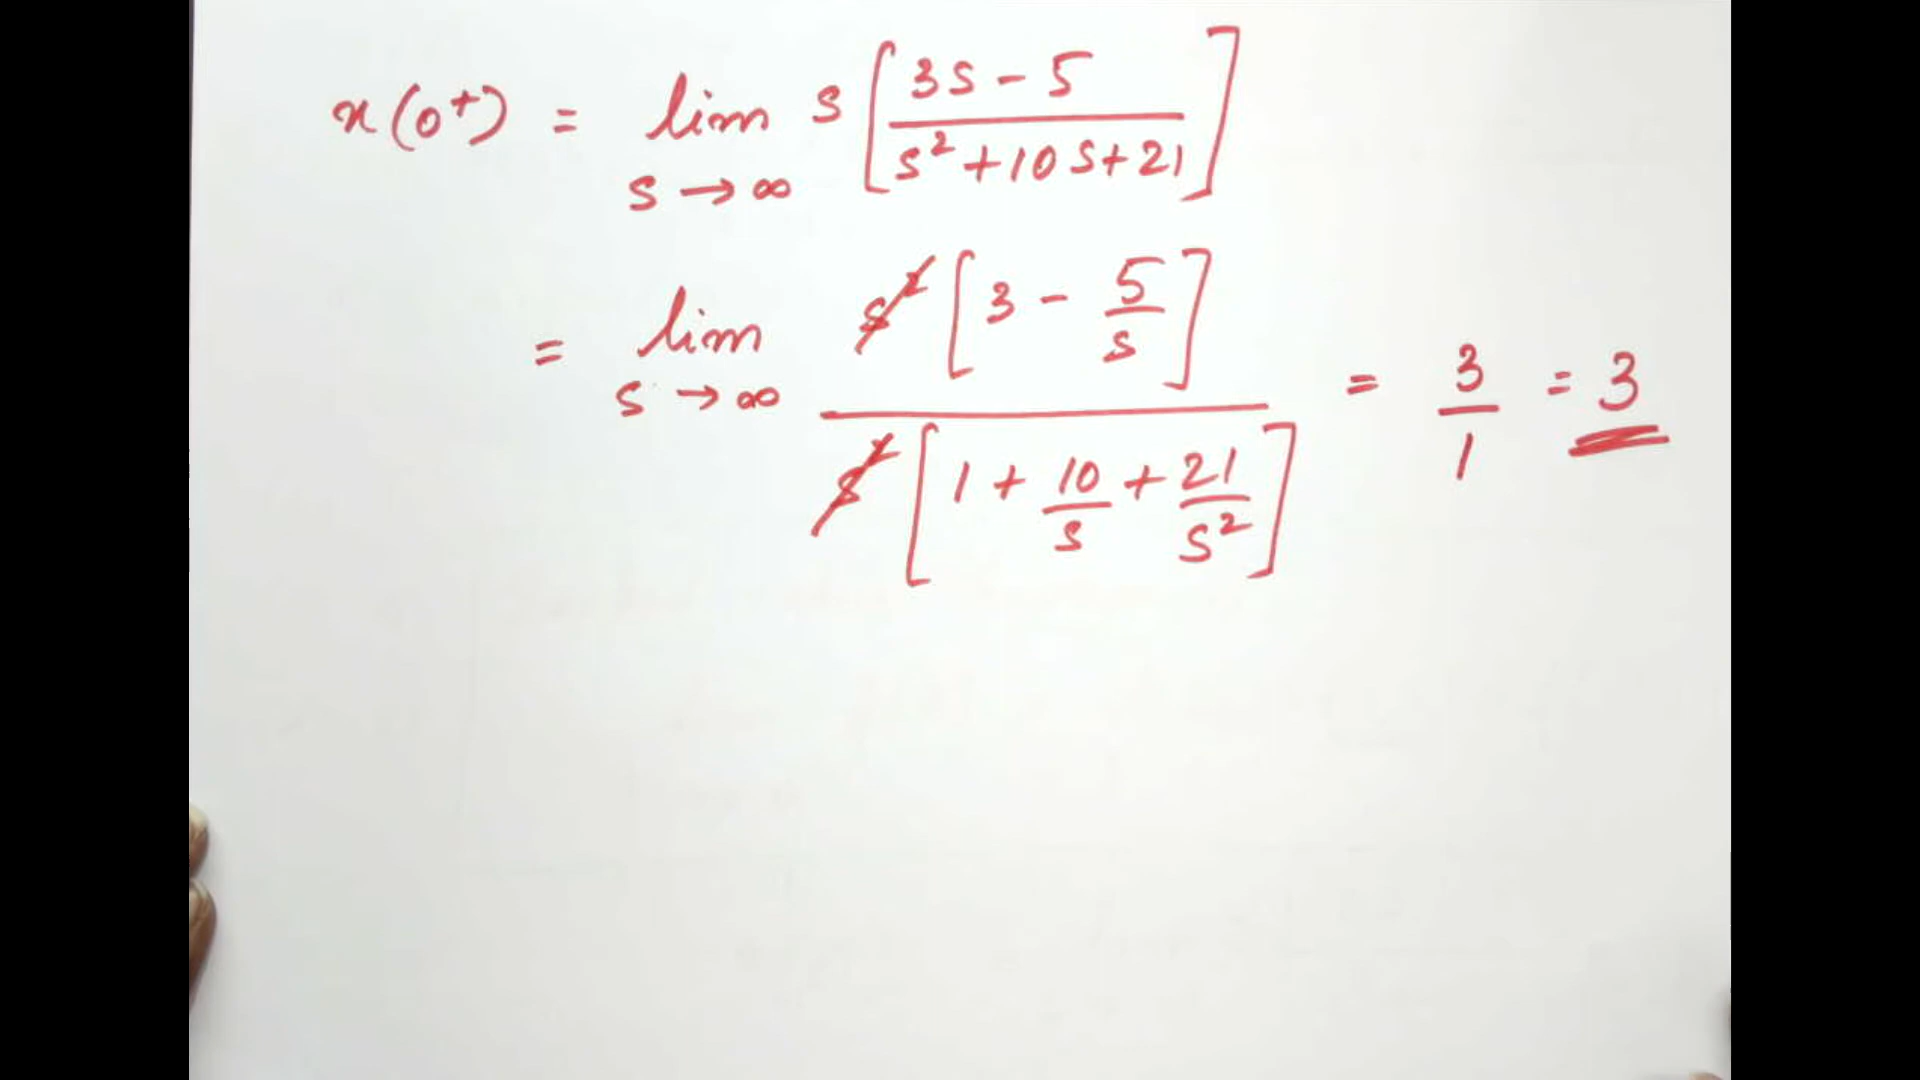 x(0⁺) = lim s [ (3s - 5) / (s² + 10s + 21) ]
s → ∞
= lim s² [ 3 - 5/s ] / s² [ 1 + 10/s + 21/s² ] = 3/1 = 3
s → ∞